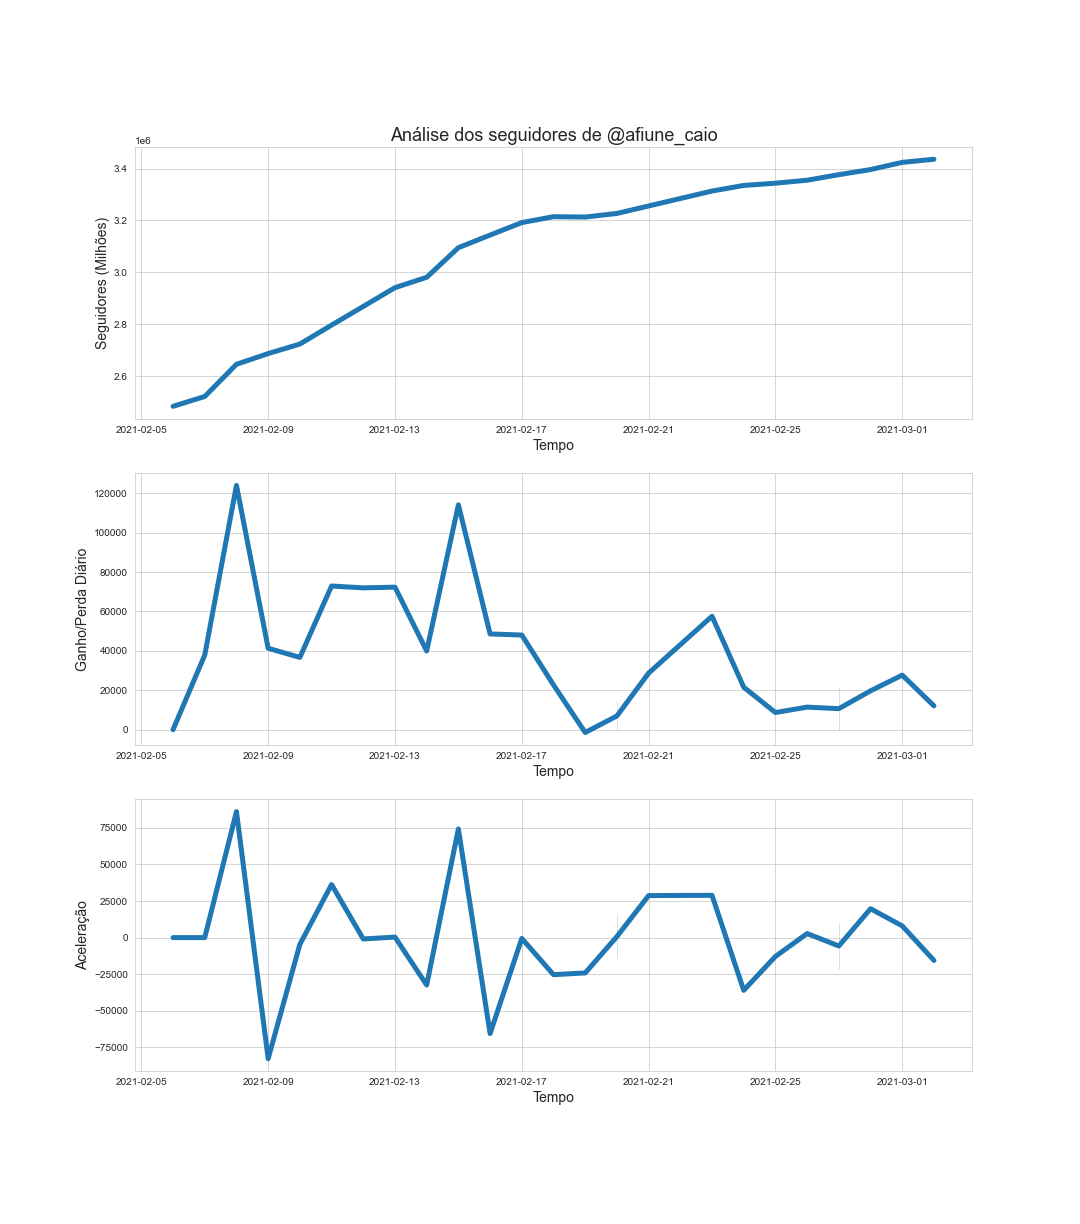 Análise dos seguidores de @afiune_caio
1e6
3.4
3.2
3.0
2.8
2.6
Seguidores (Milhões)
2021-02-05 2021-02-09 2021-02-13 2021-02-17 2021-02-21 2021-02-25 2021-03-01
Tempo
120000
100000
80000
60000
40000
20000
0
Ganho/Perda Diário
2021-02-05 2021-02-09 2021-02-13 2021-02-17 2021-02-21 2021-02-25 2021-03-01
Tempo
75000
50000
25000
0
−25000
−50000
−75000
Aceleração
2021-02-05 2021-02-09 2021-02-13 2021-02-17 2021-02-21 2021-02-25 2021-03-01
Tempo